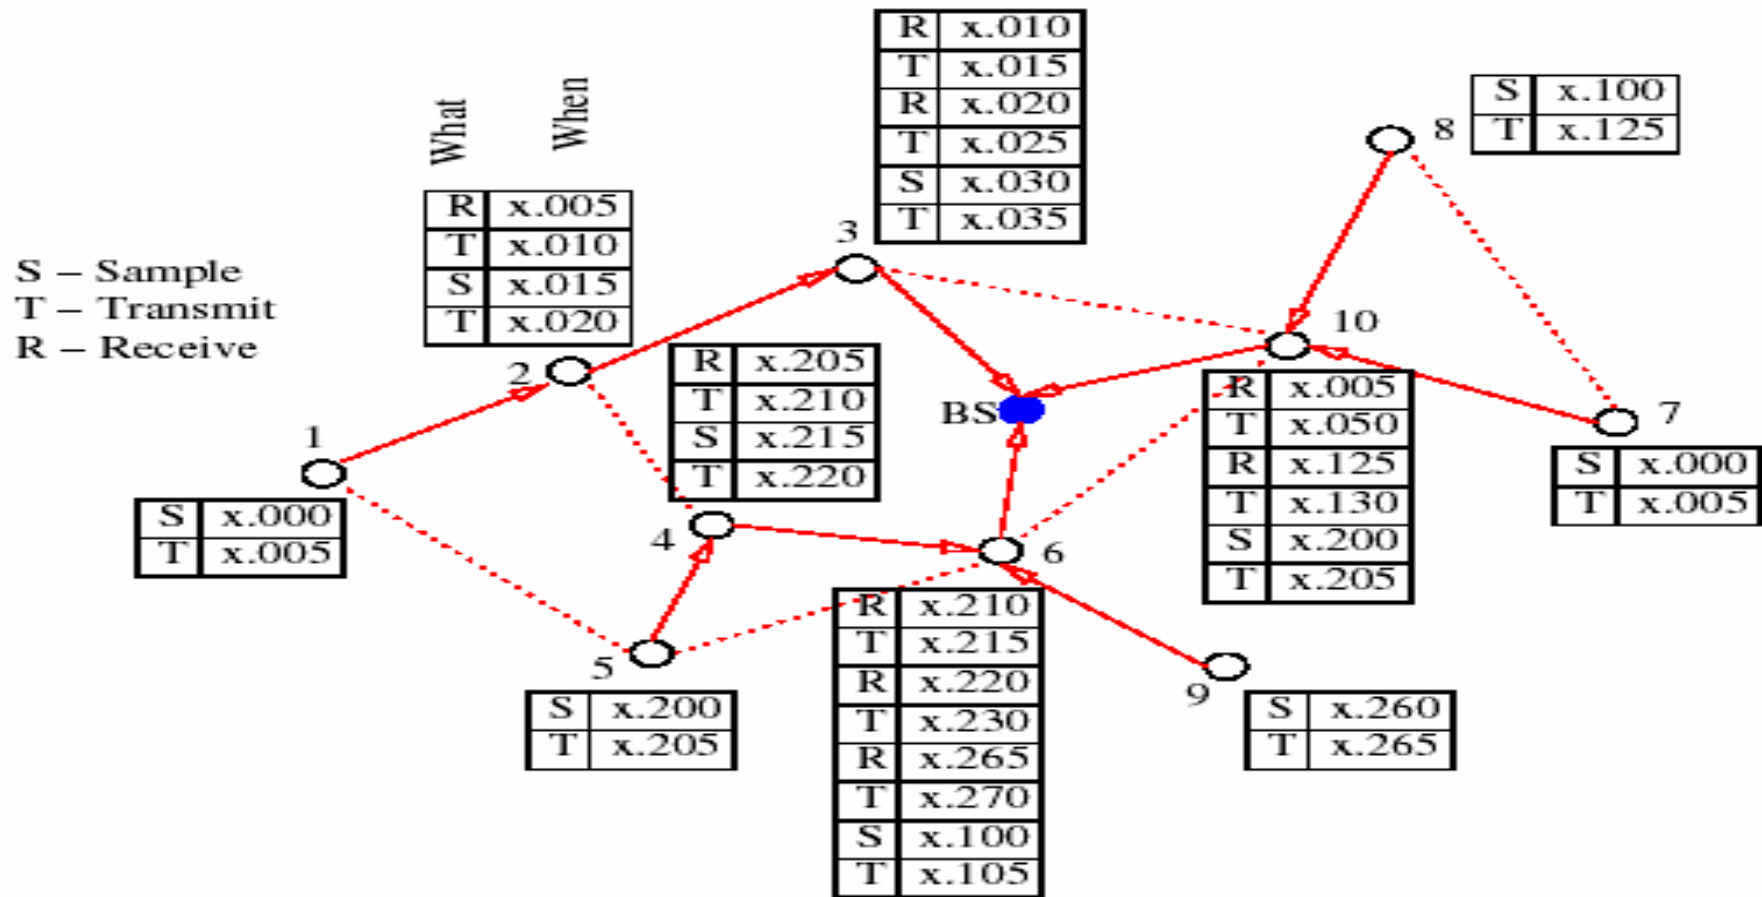 What When
S – Sample
T – Transmit
R – Receive
R x.005
T x.010
S x.015
T x.020
2
R x.010
T x.015
R x.020
T x.025
S x.030
T x.035
3
8
S x.100
T x.125
1
S x.000
T x.005
R x.205
T x.210
S x.215
T x.220
4
BS
10
R x.005
T x.050
R x.125
T x.130
S x.200
T x.205
7
S x.000
T x.005
5
S x.200
T x.205
6
R x.210
T x.215
R x.220
T x.230
R x.265
T x.270
S x.100
T x.105
9
S x.260
T x.265